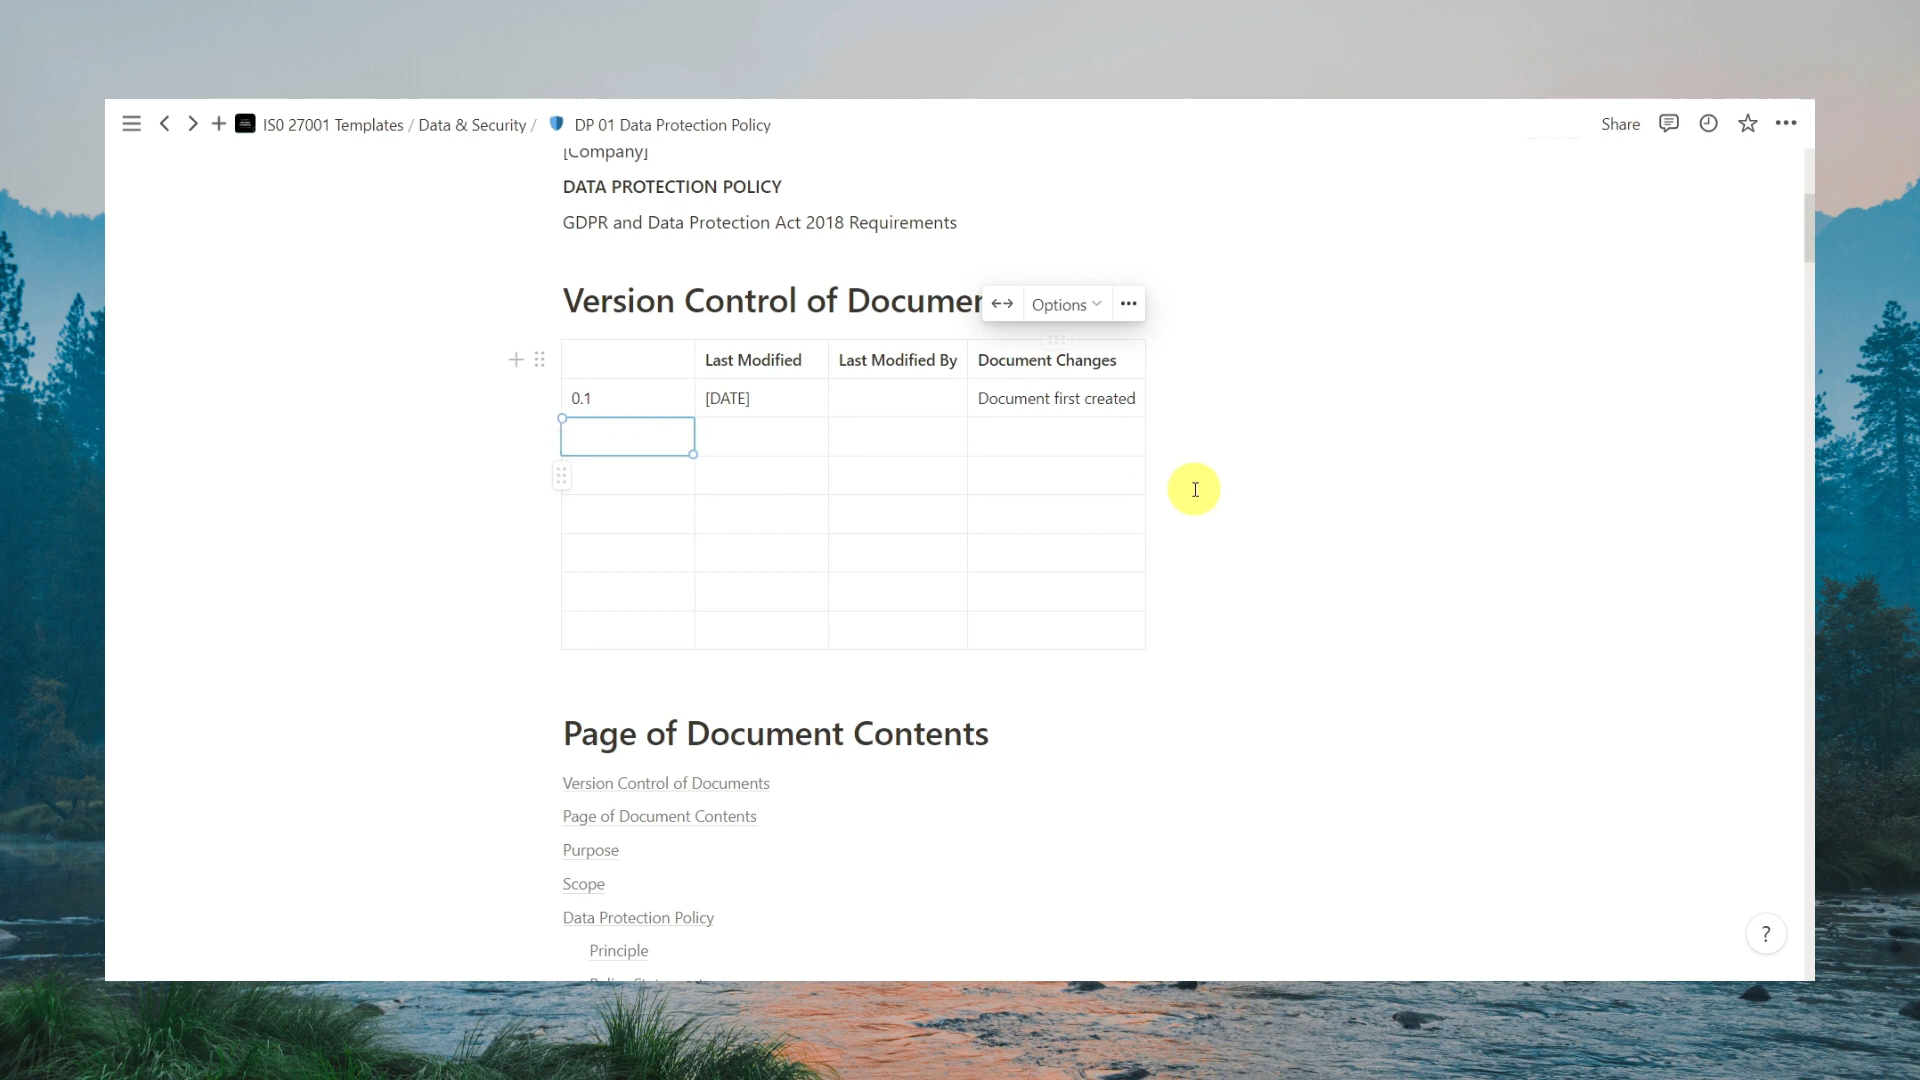 IS0 27001 Templates / Data & Security / DP 01 Data Protection Policy
Share
[Company]
DATA PROTECTION POLICY
GDPR and Data Protection Act 2018 Requirements
Version Control of Documen
Options
Last Modified Last Modified By Document Changes
0.1 [DATE] Document first created
Page of Document Contents
Version Control of Documents
Page of Document Contents
Purpose
Scope
Data Protection Policy
Principle
?